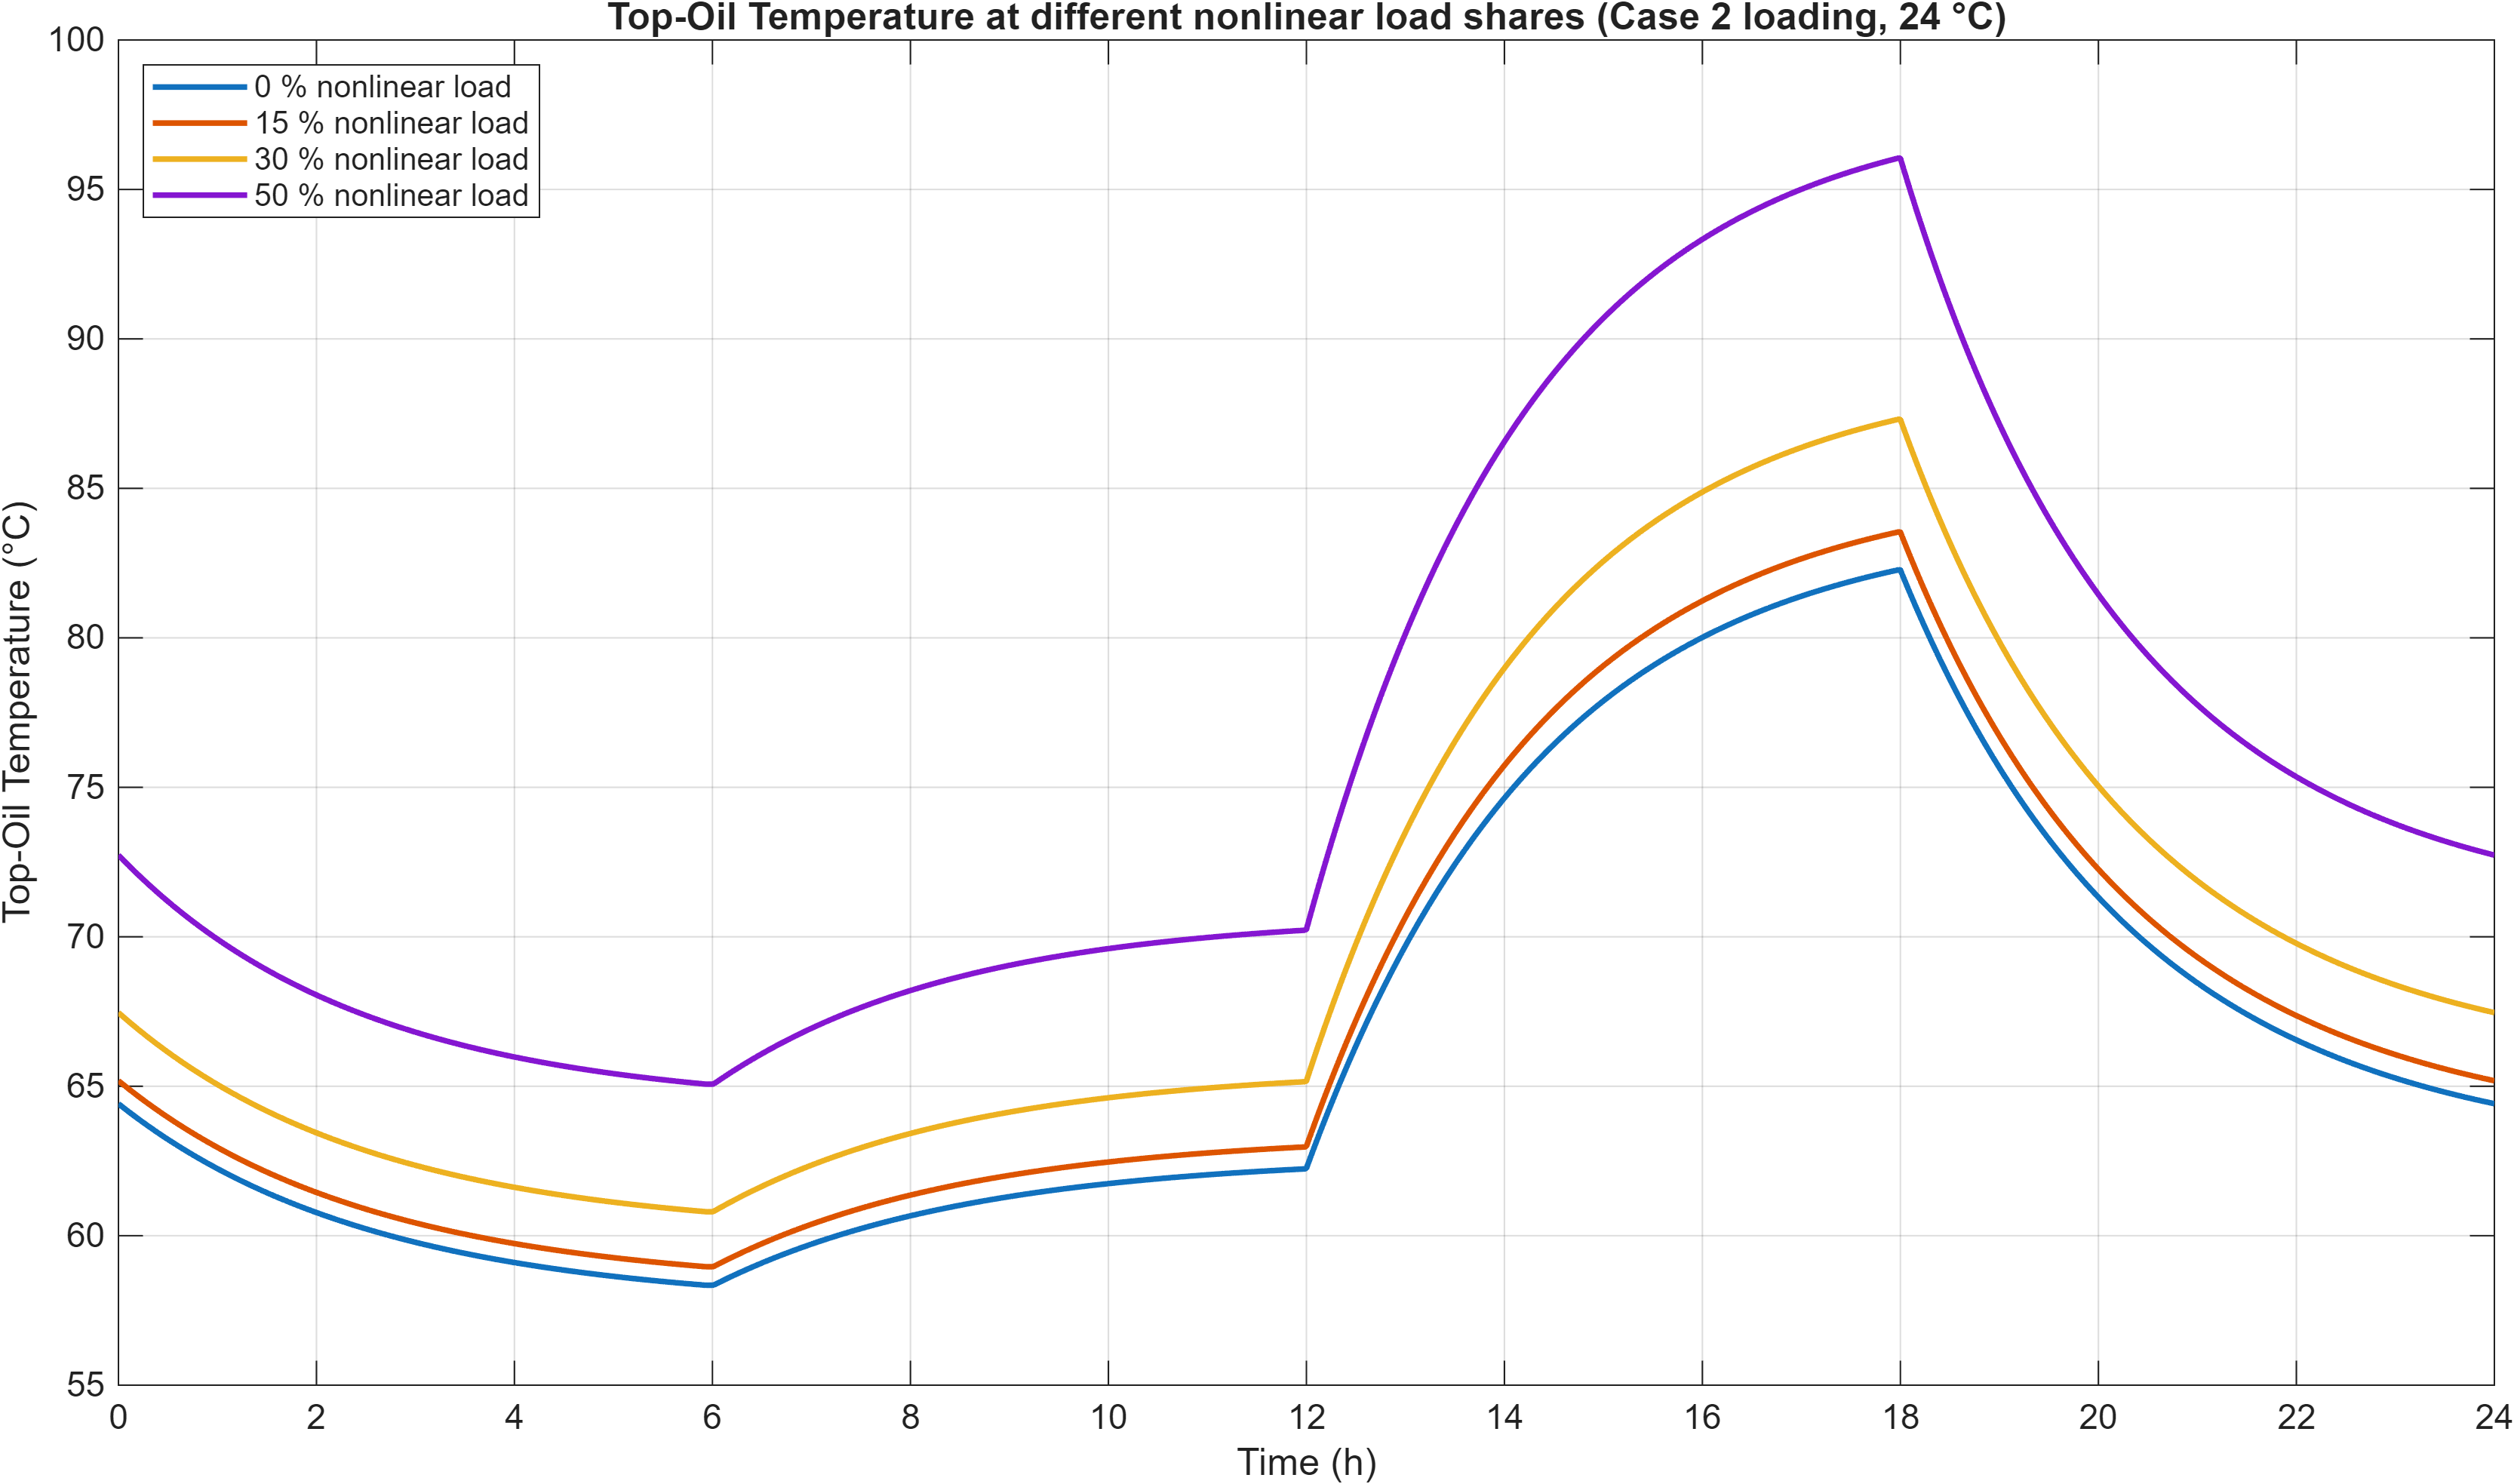 Top-Oil Temperature at different nonlinear load shares (Case 2 loading, 24 °C)
100
95
90
85
80
75
70
65
60
55
0 % nonlinear load
15 % nonlinear load
30 % nonlinear load
50 % nonlinear load
Top-Oil Temperature (°C)
0 2 4 6 8 10 12 14 16 18 20 22 24
Time (h)